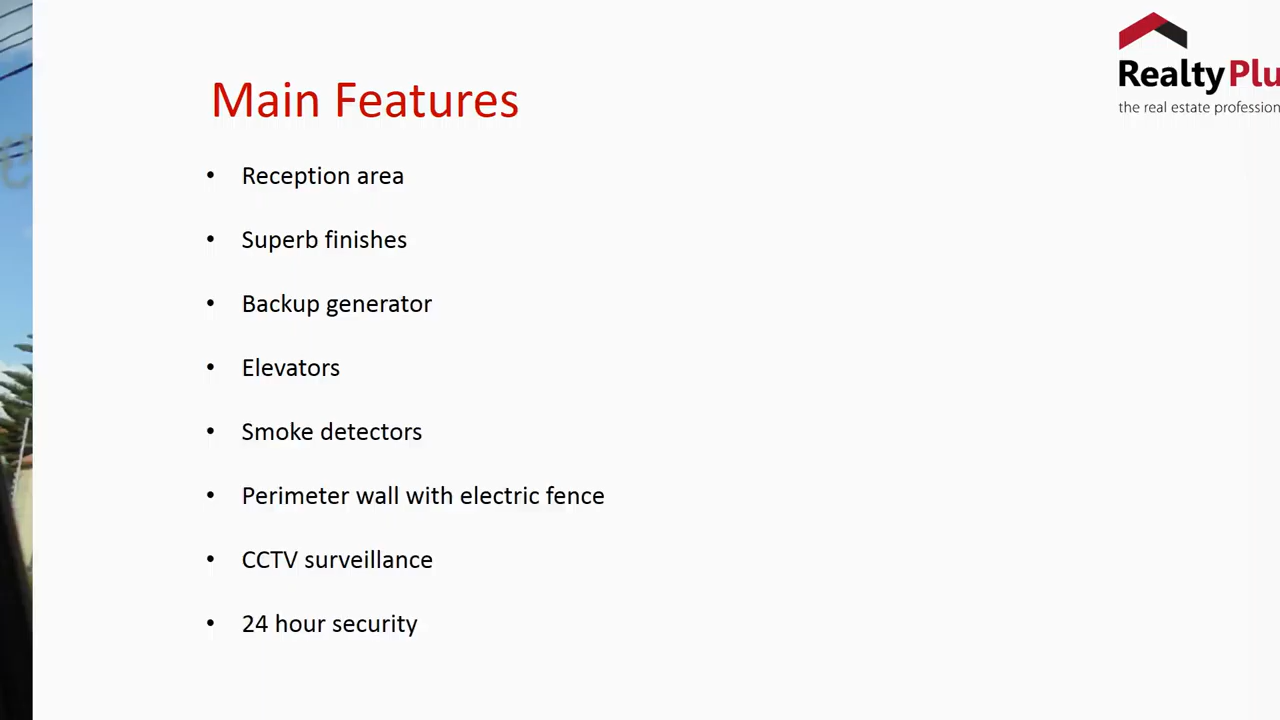 Main Features
RealtyPlu
the real estate profession
• Reception area
• Superb finishes
• Backup generator
• Elevators
• Smoke detectors
• Perimeter wall with electric fence
• CCTV surveillance
• 24 hour security